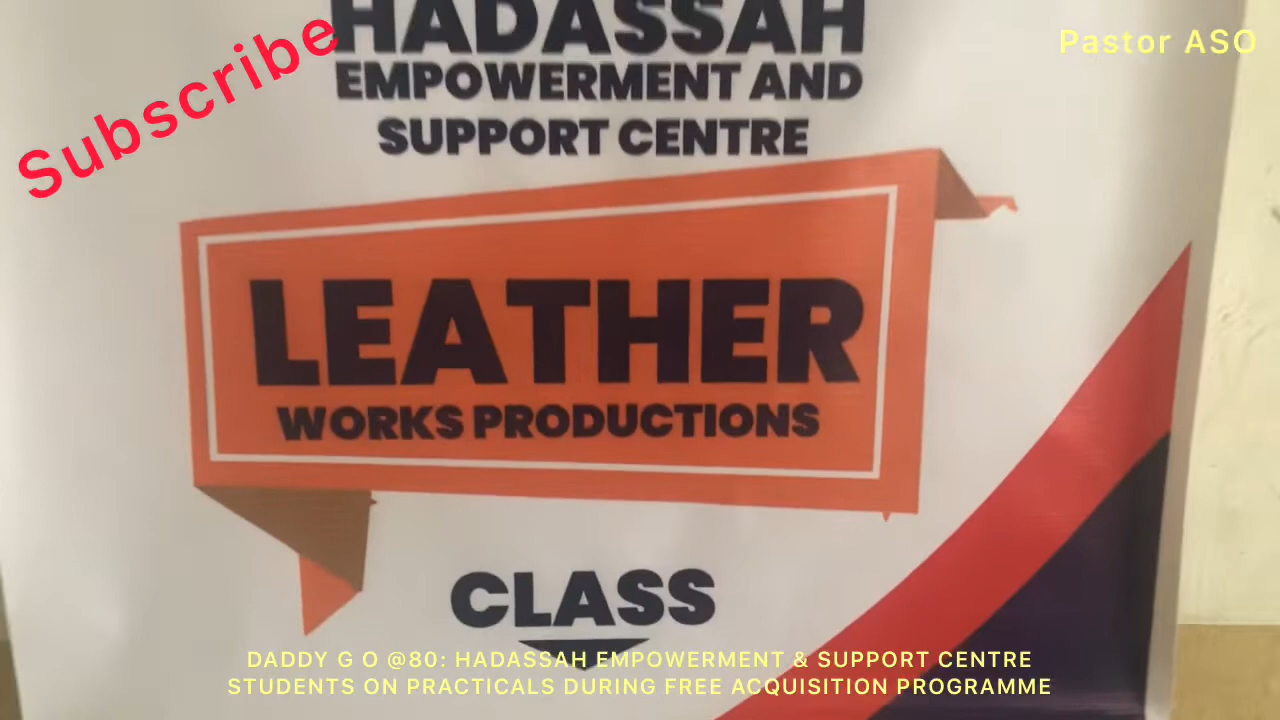 HADASSAH
EMPOWERMENT AND
SUPPORT CENTRE
Subscribe
Pastor ASO
LEATHER
WORKS PRODUCTIONS
CLASS
DADDY G O @80: HADASSAH EMPOWERMENT & SUPPORT CENTRE
STUDENTS ON PRACTICALS DURING FREE ACQUISITION PROGRAMME